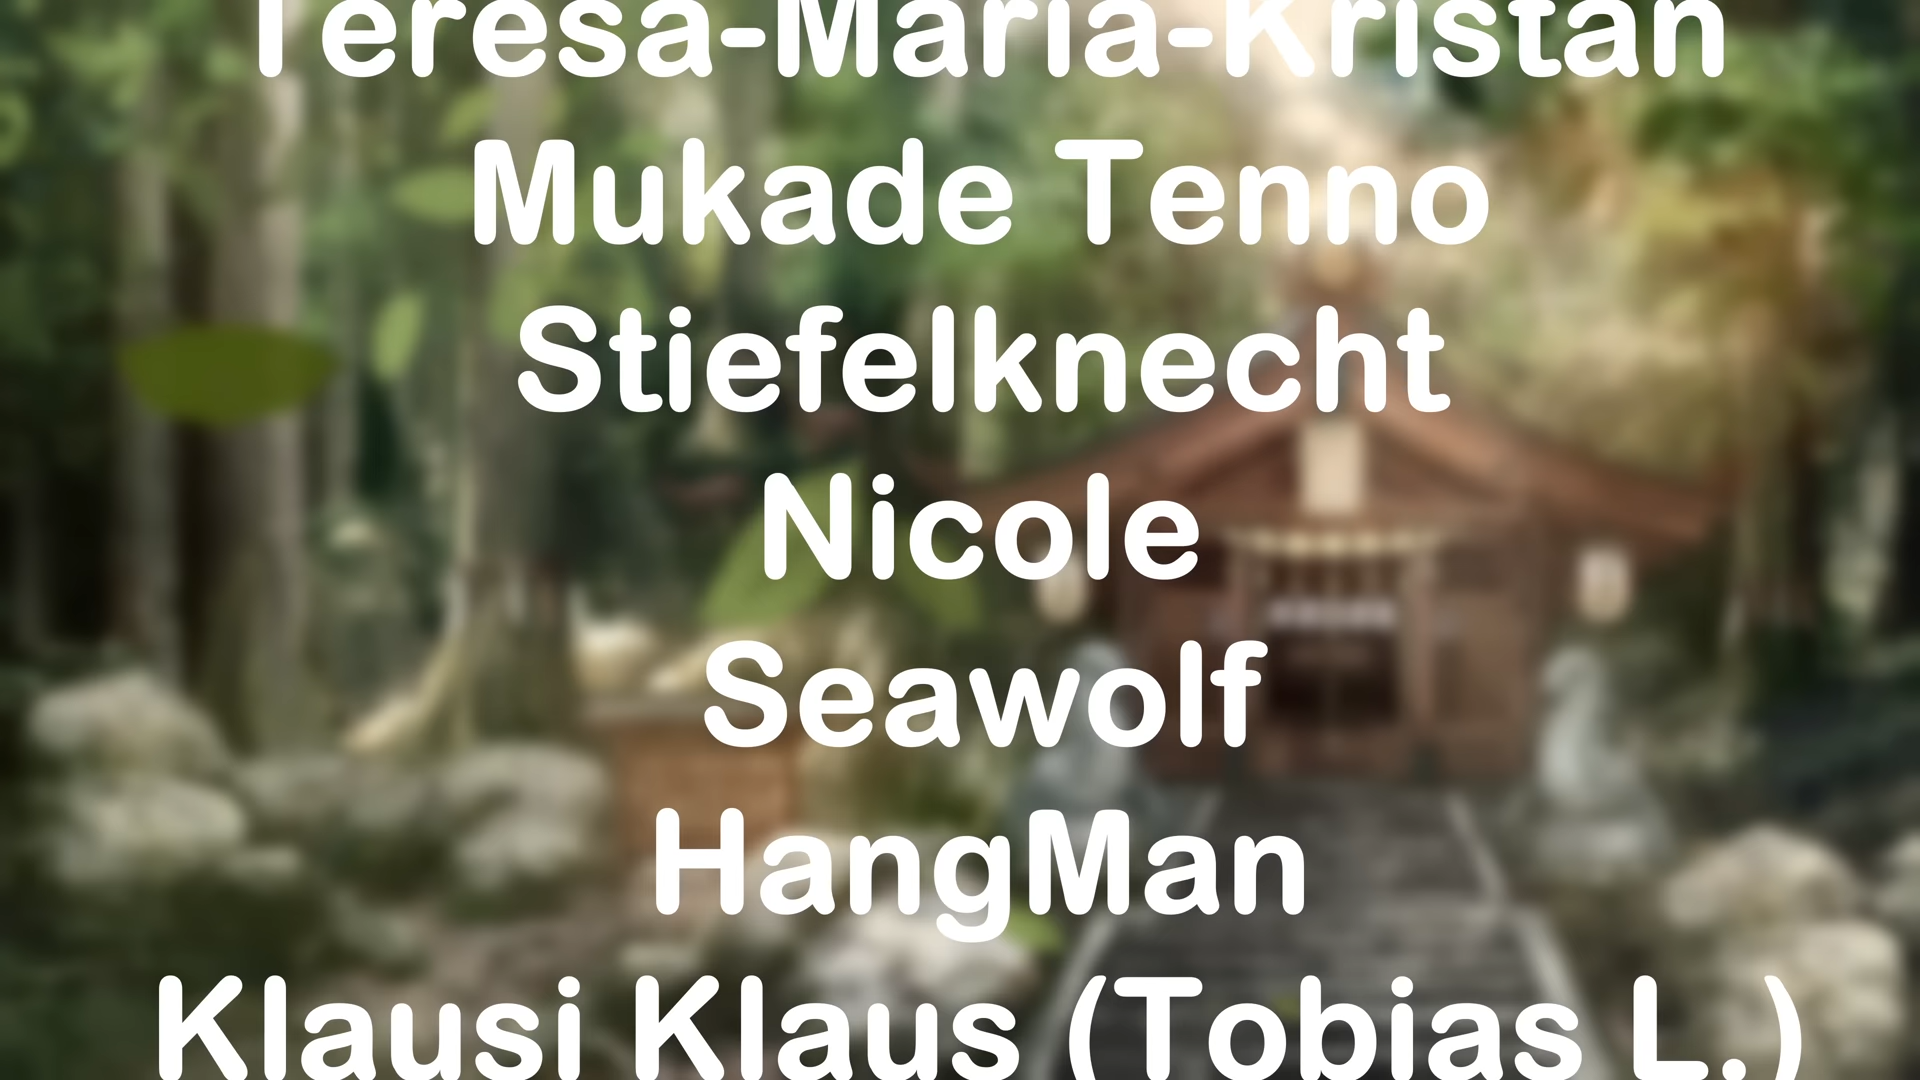 Teresa-Maria-Kristan
Mukade Tenno
Stiefelknecht
Nicole
Seawolf
HangMan
Klausi Klaus (Tobias L.)